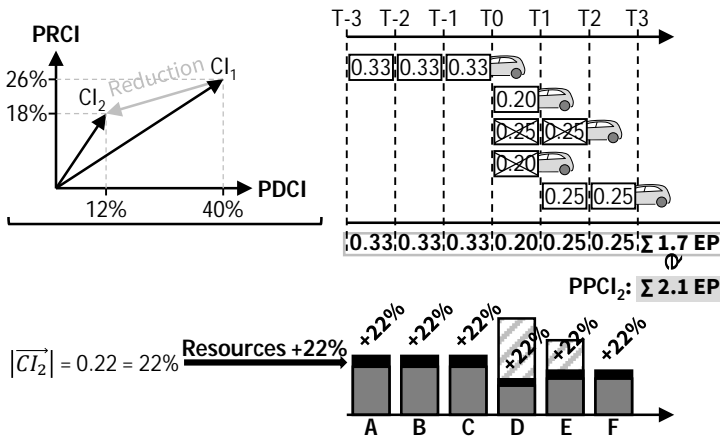 PRCI
26%
18%
CI₂
Reduction
CI₁
PDCI
12%
40%
T-3 T-2 T-1 T0 T1 T2 T3
0.33 0.33 0.33
0.20
0.25 0.25
0.20
0.25 0.25
0.33 0.33 0.33 0.20 0.25 0.25 ∑ 1.7 EP
PPCI₂: ∑ 2.1 EP
|CI₂| = 0.22 = 22%
Resources +22%
+22% +22% +22% +22% +22% +22%
A B C D E F